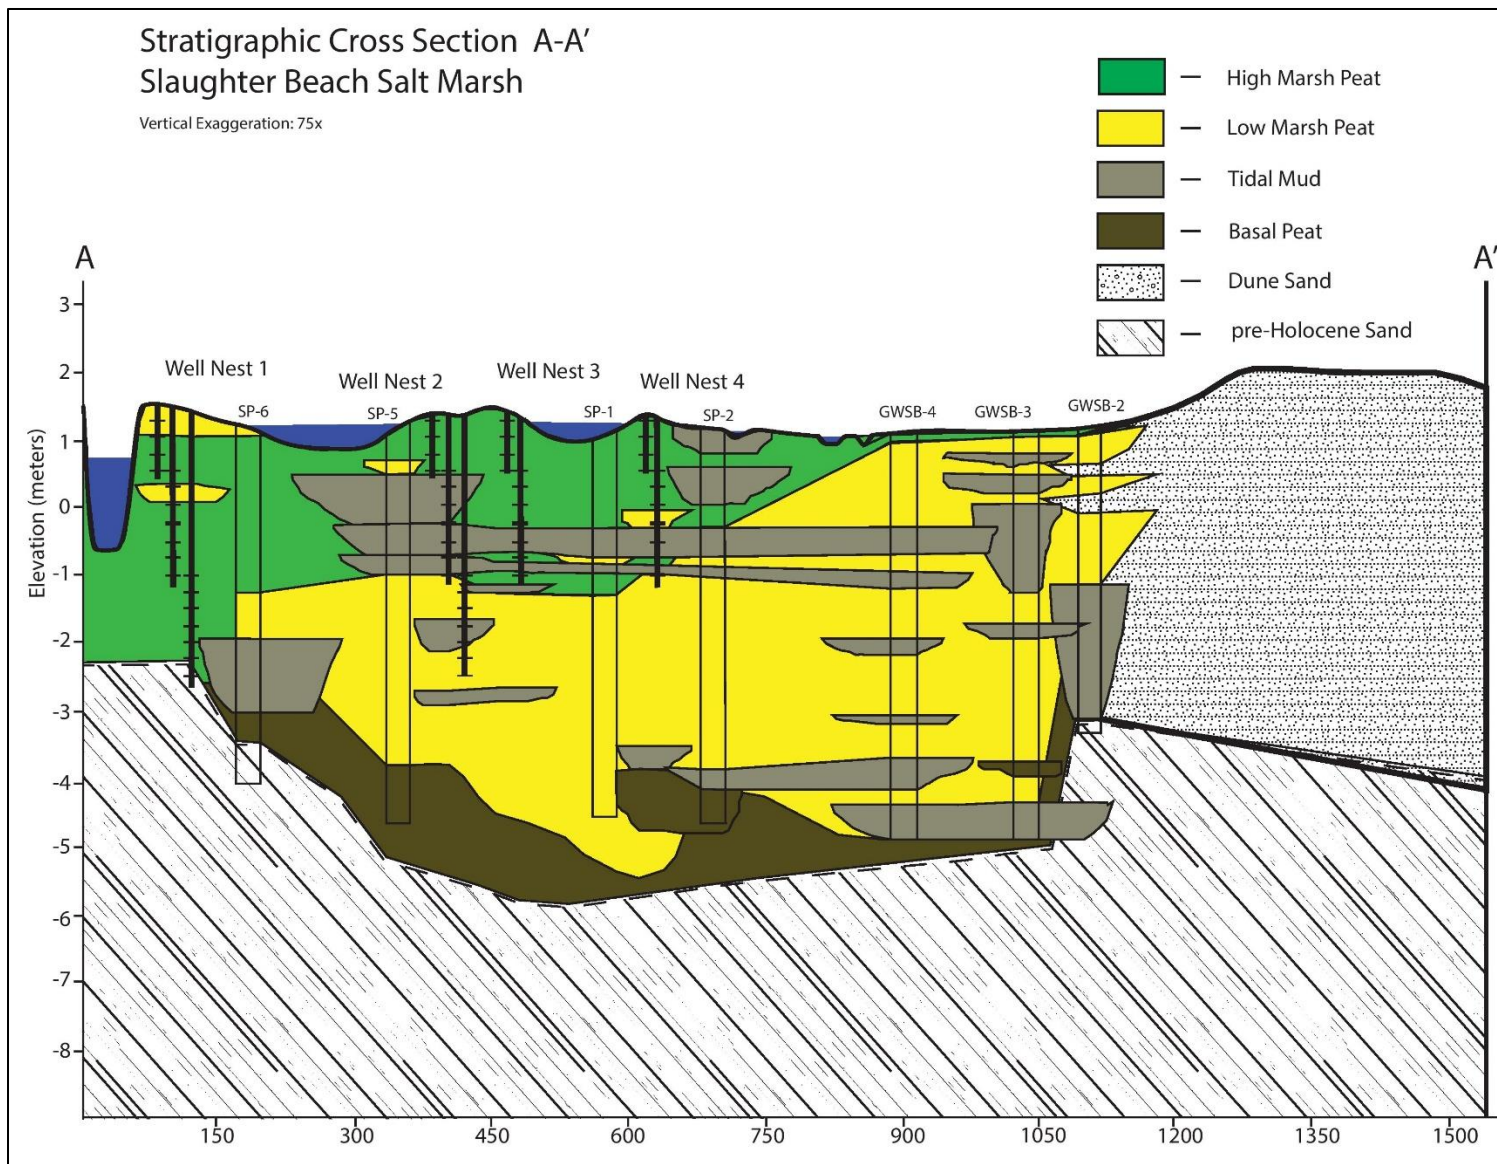 Stratigraphic Cross Section A-A’
Slaughter Beach Salt Marsh
Vertical Exaggeration: 75x
High Marsh Peat
Low Marsh Peat
Tidal Mud
Basal Peat
Dune Sand
pre-Holocene Sand
A
A’
Well Nest 1
Well Nest 2
Well Nest 3
Well Nest 4
SP-6
SP-5
SP-1
SP-2
GWSB-4
GWSB-3
GWSB-2
Elevation (meters)
3
2
1
0
-1
-2
-3
-4
-5
-6
-7
-8
150
300
450
600
750
900
1050
1200
1350
1500